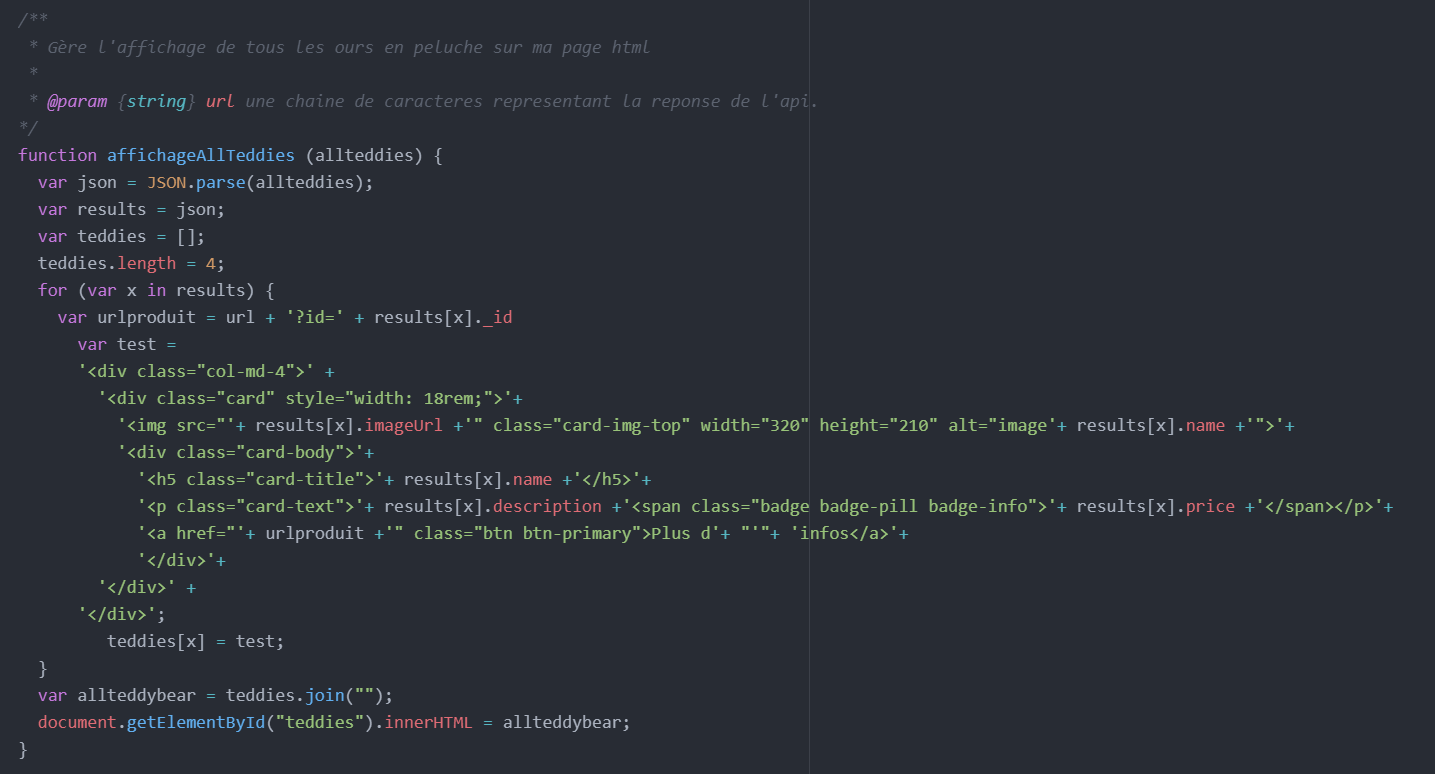 /**
 * Gère l'affichage de tous les ours en peluche sur ma page html
 *
 * @param {string} url une chaine de caracteres representant la reponse de l'api.
*/
function affichageAllTeddies (allteddies) {
  var json = JSON.parse(allteddies);
  var results = json;
  var teddies = [];
  teddies.length = 4;
  for (var x in results) {
    var urlproduit = url + '?id=' + results[x]._id
      var test =
      '<div class="col-md-4">' +
        '<div class="card" style="width: 18rem;">'+
          '<img src="'+ results[x].imageUrl +'" class="card-img-top" width="320" height="210" alt="image'+ results[x].name +'">'+
          '<div class="card-body">'+
            '<h5 class="card-title">'+ results[x].name +'</h5>'+
            '<p class="card-text">'+ results[x].description +'<span class="badge badge-pill badge-info">'+ results[x].price +'</span></p>'+
            '<a href="'+ urlproduit +'" class="btn btn-primary">Plus d'+ "'"+ 'infos</a>'+
            '</div>'+
        '</div>' +
      '</div>';
         teddies[x] = test;
  }
  var allteddybear = teddies.join("");
  document.getElementById("teddies").innerHTML = allteddybear;
}